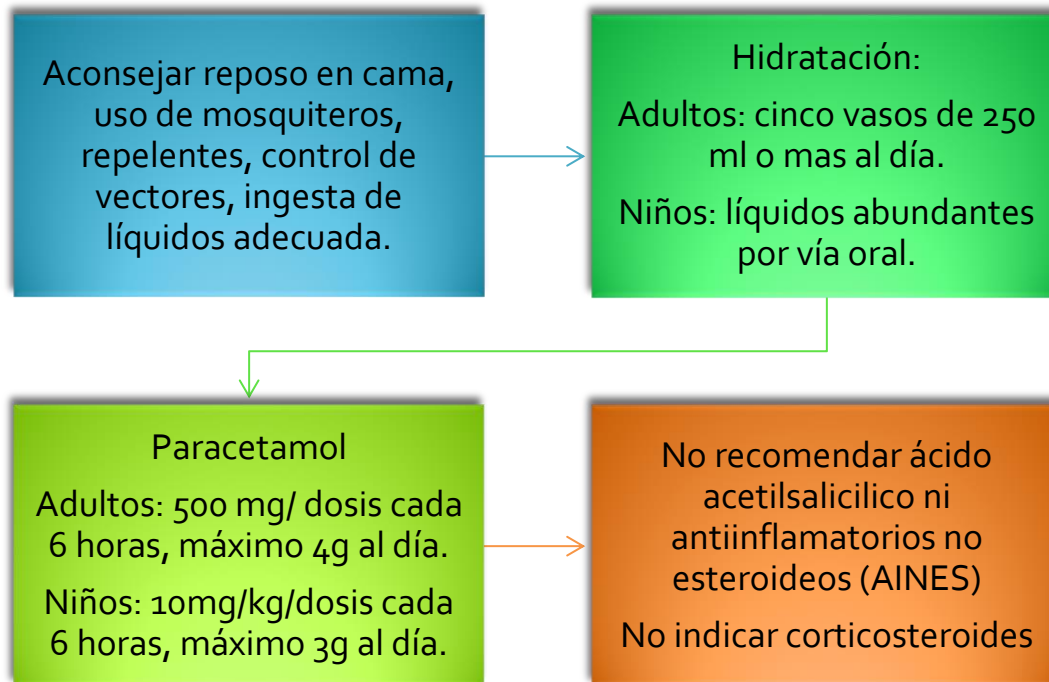 Aconsejar reposo en cama,
uso de mosquiteros,
repelentes, control de
vectores, ingesta de
líquidos adecuada.
Hidratación:
Adultos: cinco vasos de 250
ml o mas al día.
Niños: líquidos abundantes
por vía oral.
Paracetamol
Adultos: 500 mg/ dosis cada
6 horas, máximo 4g al día.
Niños: 10mg/kg/dosis cada
6 horas, máximo 3g al día.
No recomendar ácido
acetilsalicilico ni
antiinflamatorios no
esteroideos (AINES)
No indicar corticosteroides